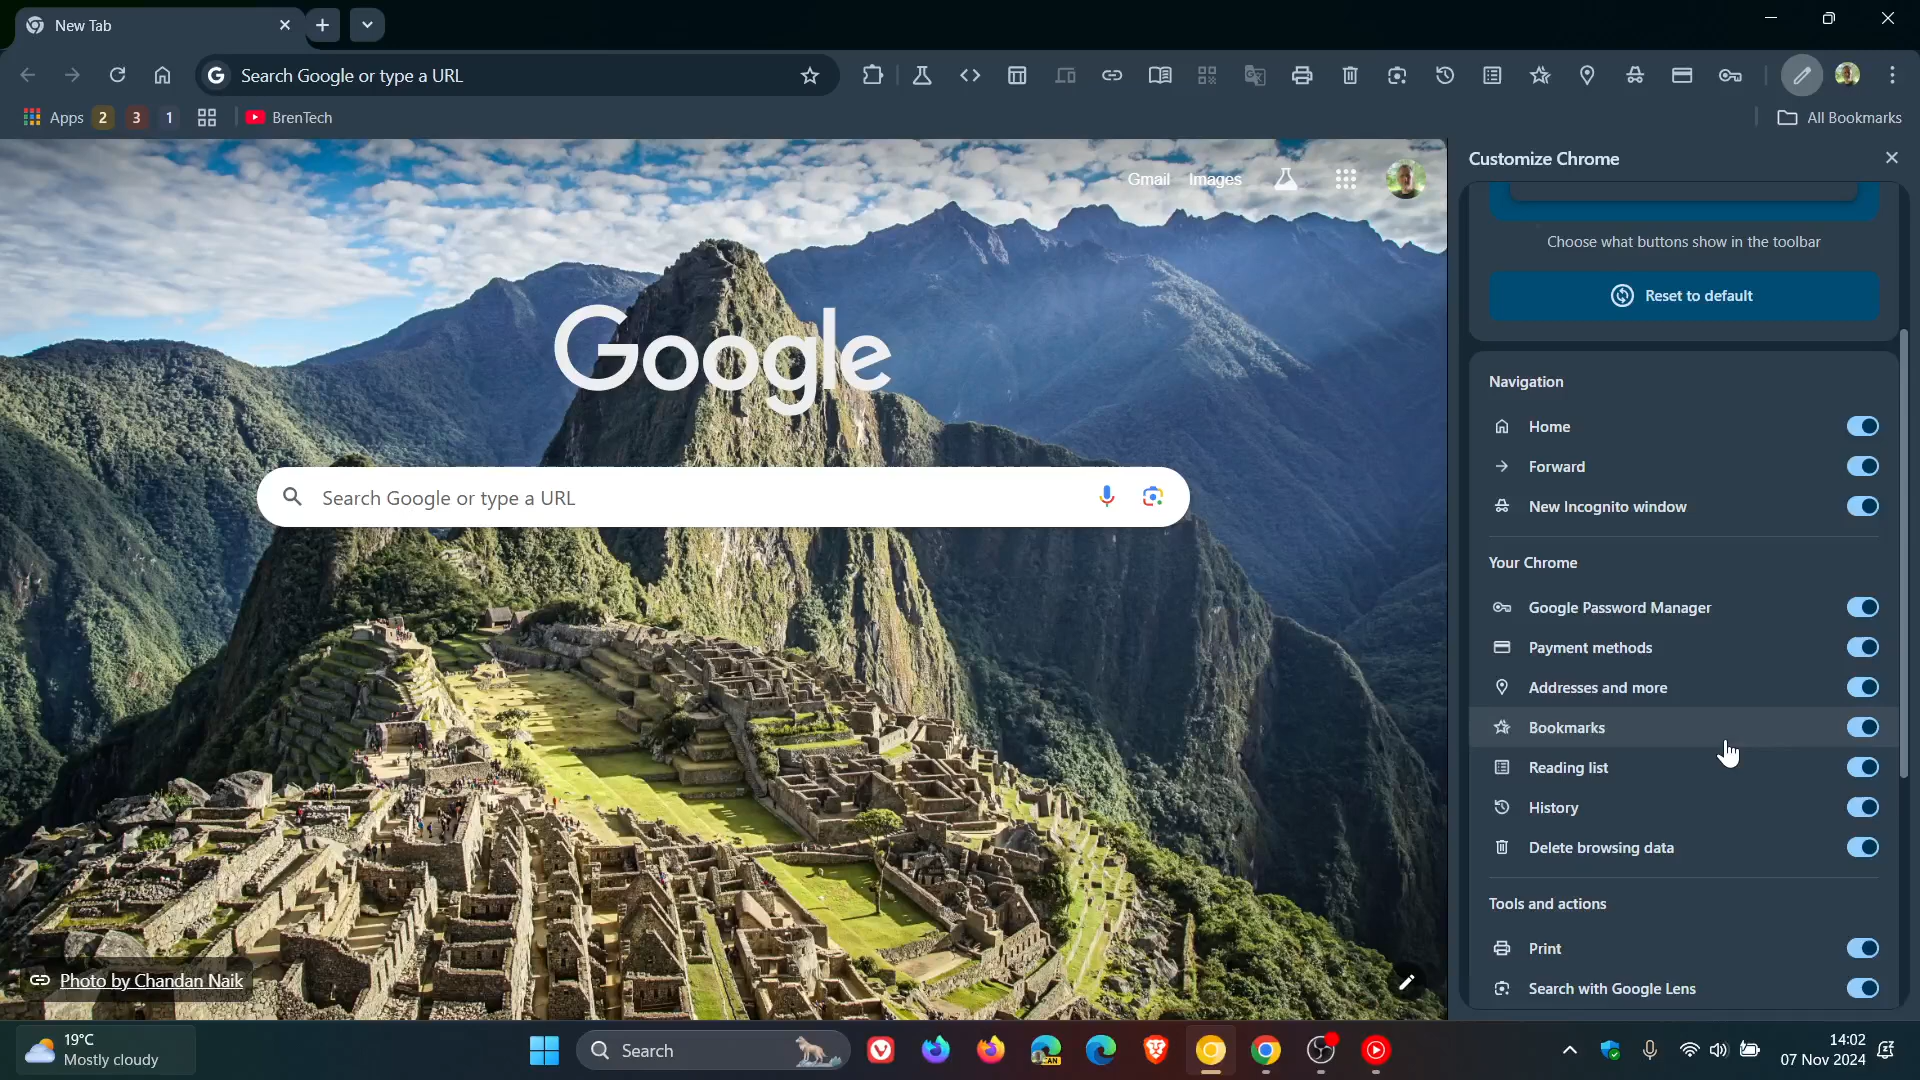 New Tab
Search Google or type a URL
Apps
2
3
1
BrenTech
All Bookmarks
Gmail
Images
Google
Search Google or type a URL
Photo by Chandan Naik
Customize Chrome
Choose what buttons show in the toolbar
Reset to default
Navigation
Home
Forward
New Incognito window
Your Chrome
Google Password Manager
Payment methods
Addresses and more
Bookmarks
Reading list
History
Delete browsing data
Tools and actions
Print
Search with Google Lens
19°C
Mostly cloudy
Search
CAN
14:02
07 Nov 2024